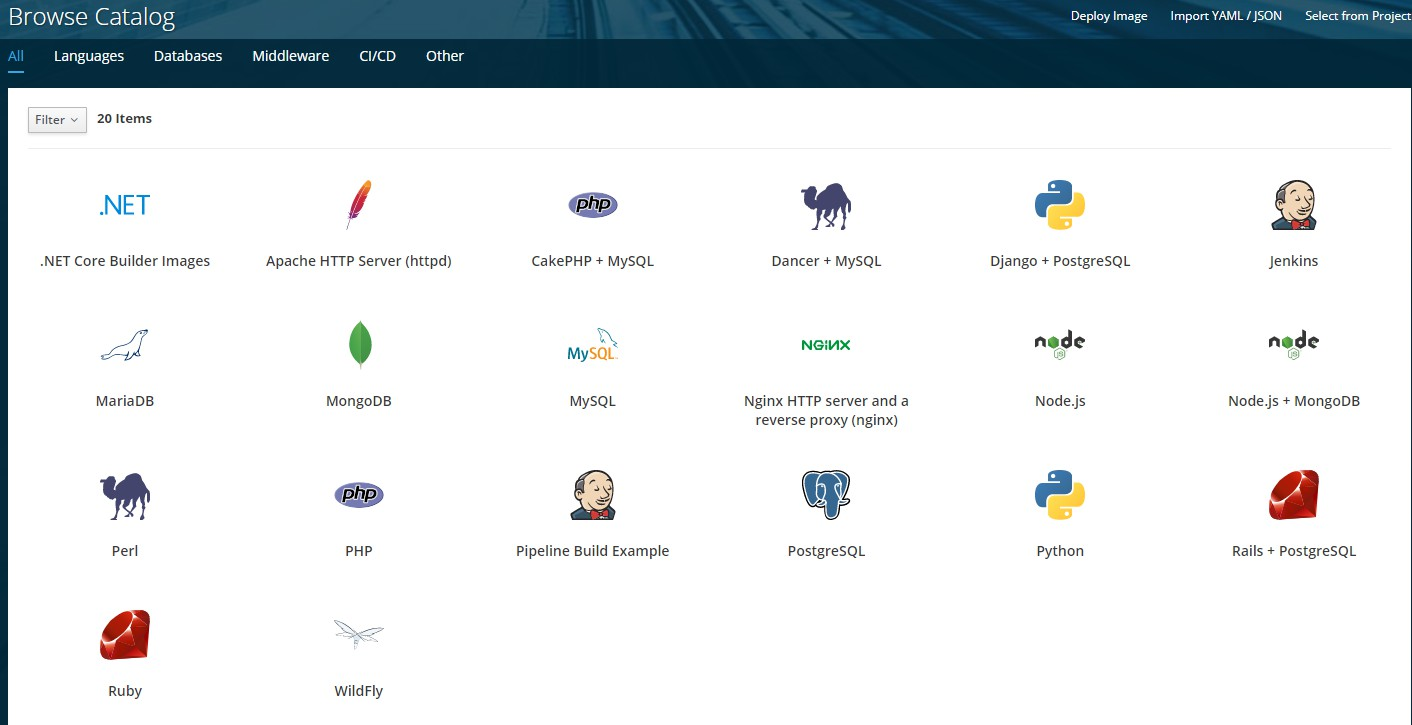 Browse Catalog
Deploy Image Import YAML / JSON Select from Project
All Languages Databases Middleware CI/CD Other
Filter 20 Items
.NET php
.NET Core Builder Images Apache HTTP Server (httpd) CakePHP + MySQL Dancer + MySQL Django + PostgreSQL Jenkins
MySQL NGINX node JS node JS
MariaDB MongoDB MySQL Nginx HTTP server and a Node.js Node.js + MongoDB
reverse proxy (nginx)
php
Perl PHP Pipeline Build Example PostgreSQL Python Rails + PostgreSQL
Ruby WildFly